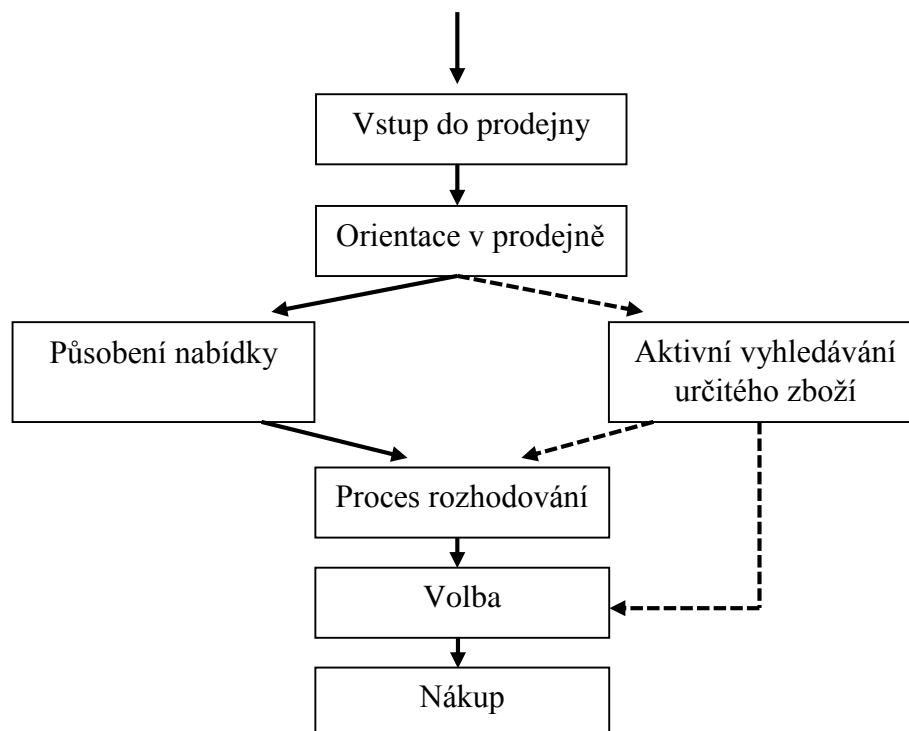 Vstup do prodejny
Orientace v prodejně
Působení nabídky
Aktivní vyhledávání
určitého zboží
Proces rozhodování
Volba
Nákup